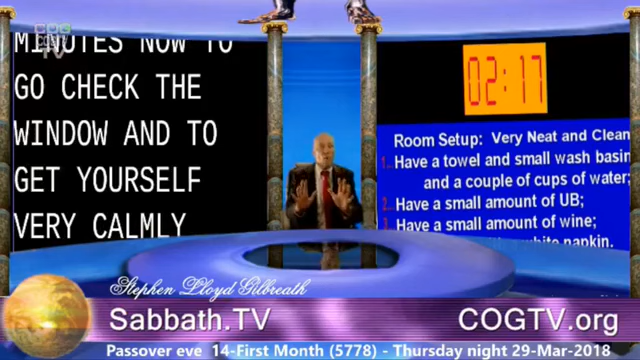 COG
COGTV
TV
MINUTES NOW TO
GO CHECK THE
WINDOW AND TO
GET YOURSELF
VERY CALMLY
02:17
Room Setup: Very Neat and Clean
1. Have a towel and small wash basin
and a couple of cups of water;
2. Have a small amount of UB;
3. Have a small amount of wine;
white napkin.
Stephen Lloyd Gilbreath
Sabbath.TV
COGTV.org
Passover eve 14-First Month (5778) - Thursday night 29-Mar-2018